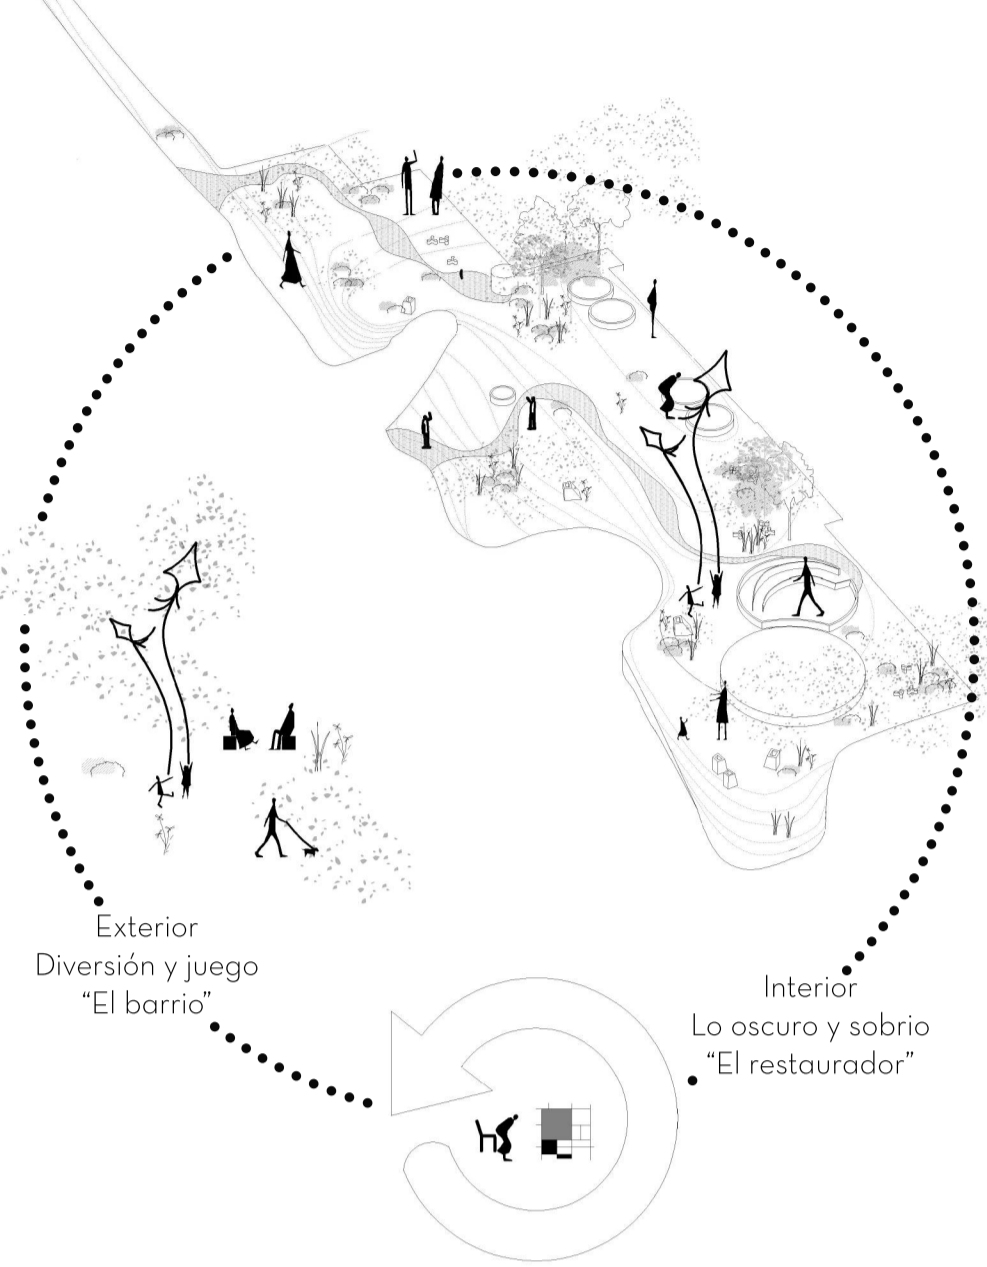 Exterior
Diversión y juego
“El barrio”
Interior
Lo oscuro y sobrio
“El restaurador”